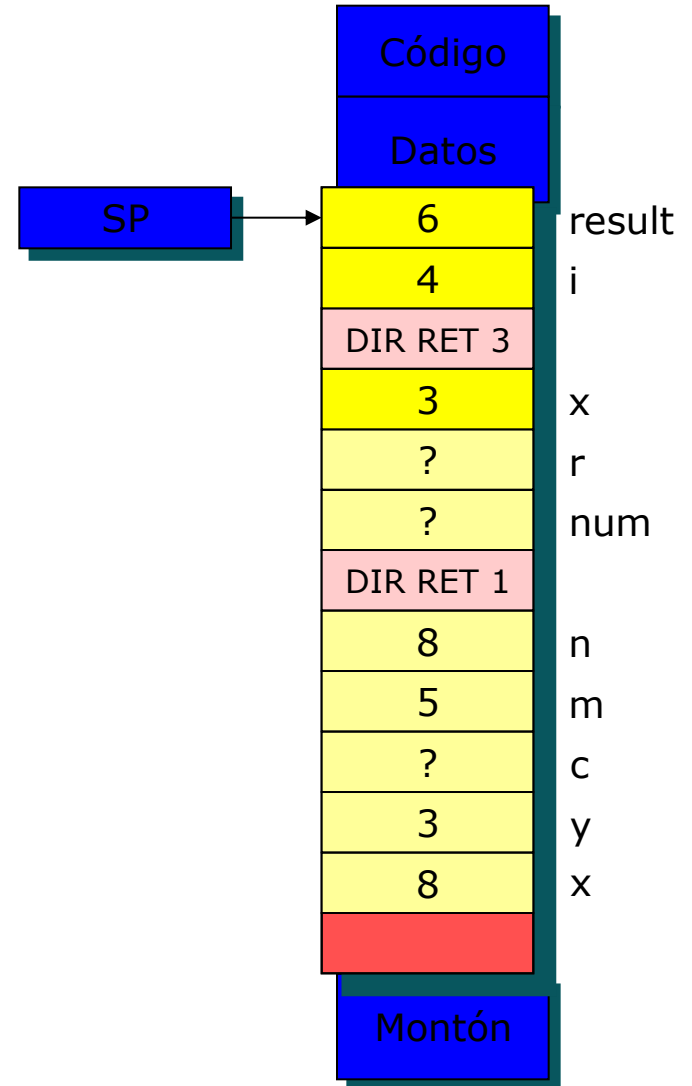 Código
Datos
SP
6 result
4 i
DIR RET 3
3 x
? r
? num
DIR RET 1
8 n
5 m
? c
3 y
8 x
Montón